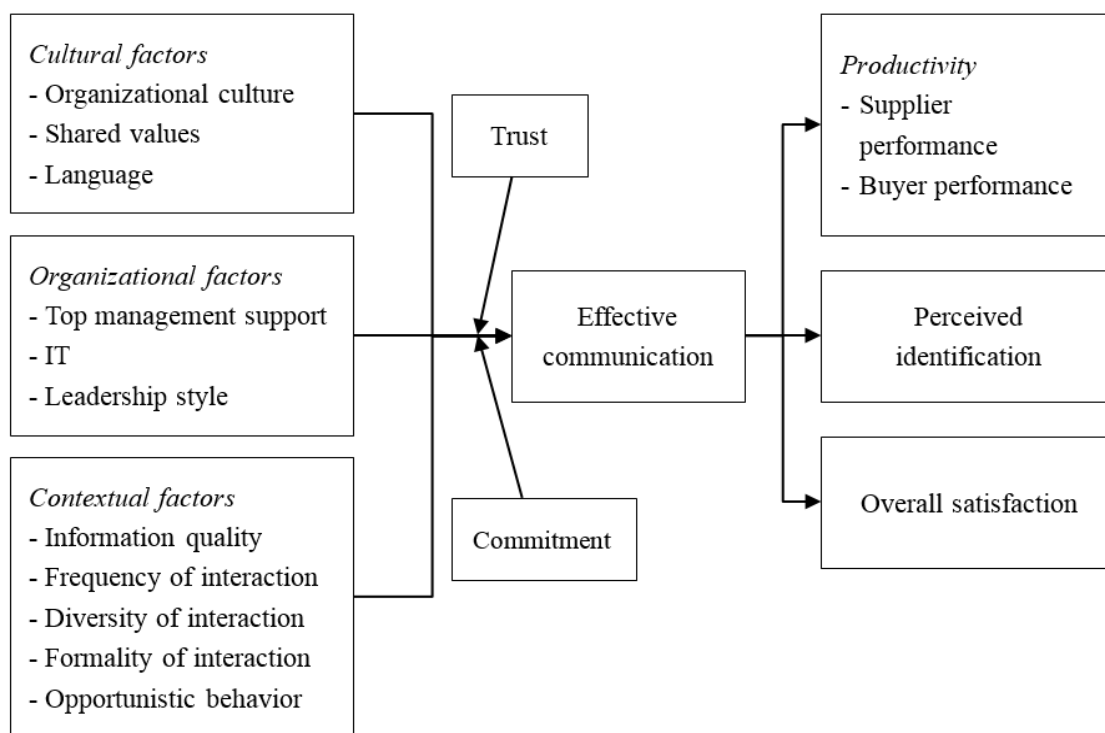 Cultural factors
- Organizational culture
- Shared values
- Language
Organizational factors
- Top management support
- IT
- Leadership style
Contextual factors
- Information quality
- Frequency of interaction
- Diversity of interaction
- Formality of interaction
- Opportunistic behavior
Trust
Commitment
Effective
communication
Productivity
- Supplier
performance
- Buyer performance
Perceived
identification
Overall satisfaction